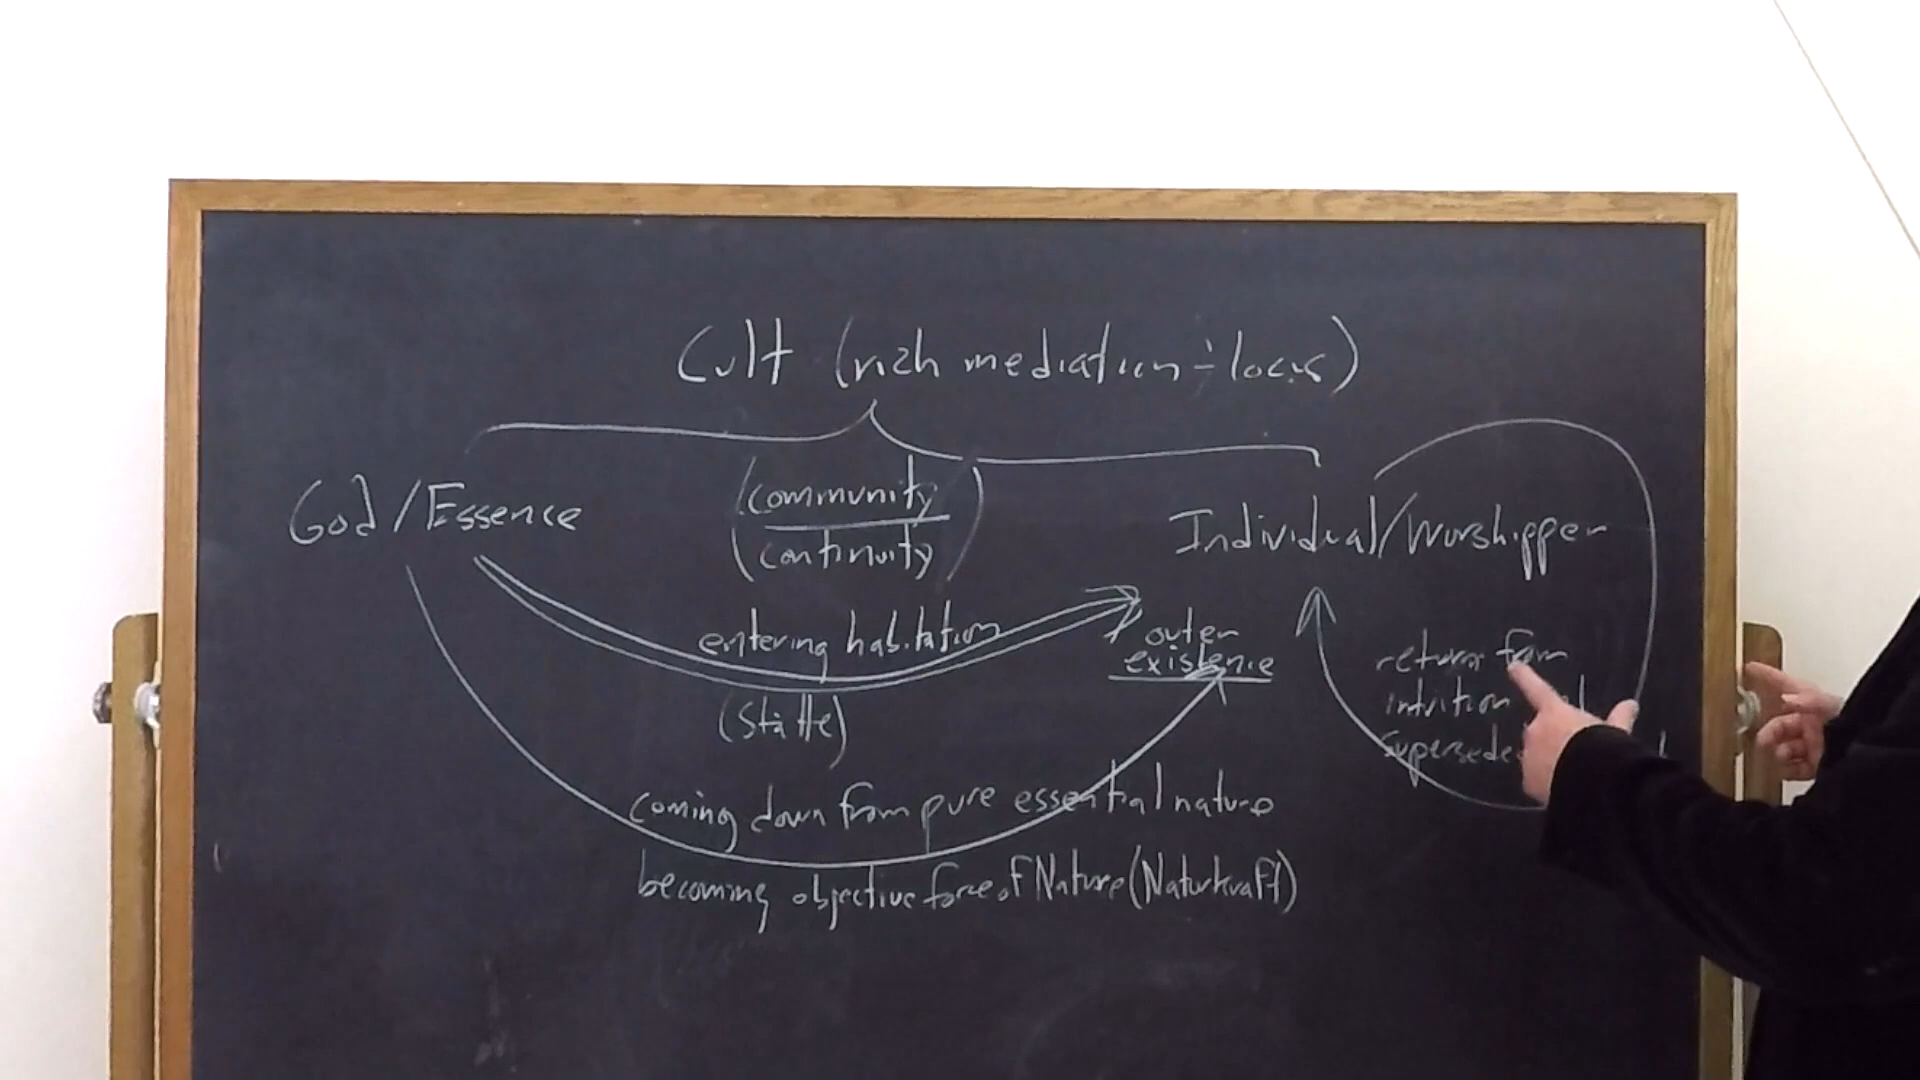 Cult (rich mediation – locus)
God/Essence
(community
continuity)
Individual/Worshipper
entering habitation
(Stätte)
outer
existence
return from
intuition
coming down from pure essential nature
becoming objective force of Nature (Naturkraft)